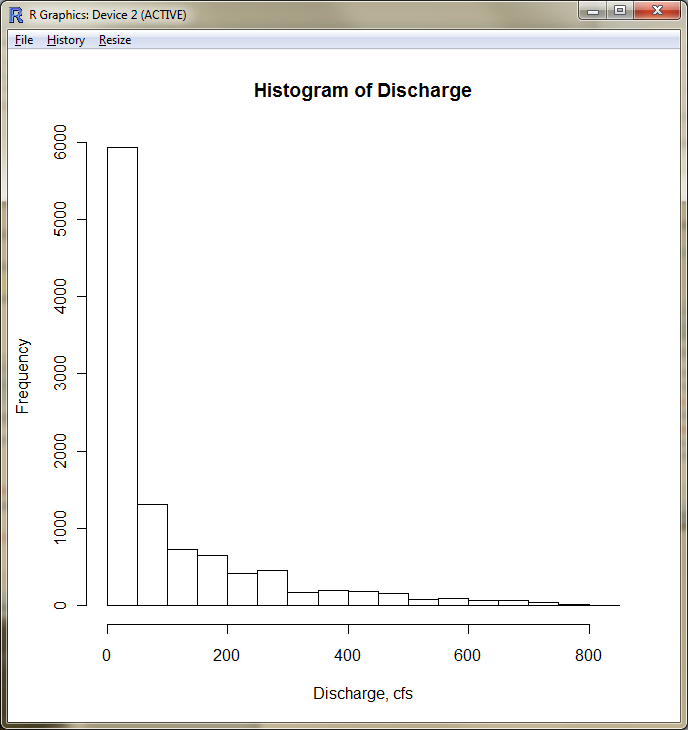 R Graphics: Device 2 (ACTIVE)
File History Resize
Histogram of Discharge
Frequency
6000
5000
4000
3000
2000
1000
0
0 200 400 600 800
Discharge, cfs